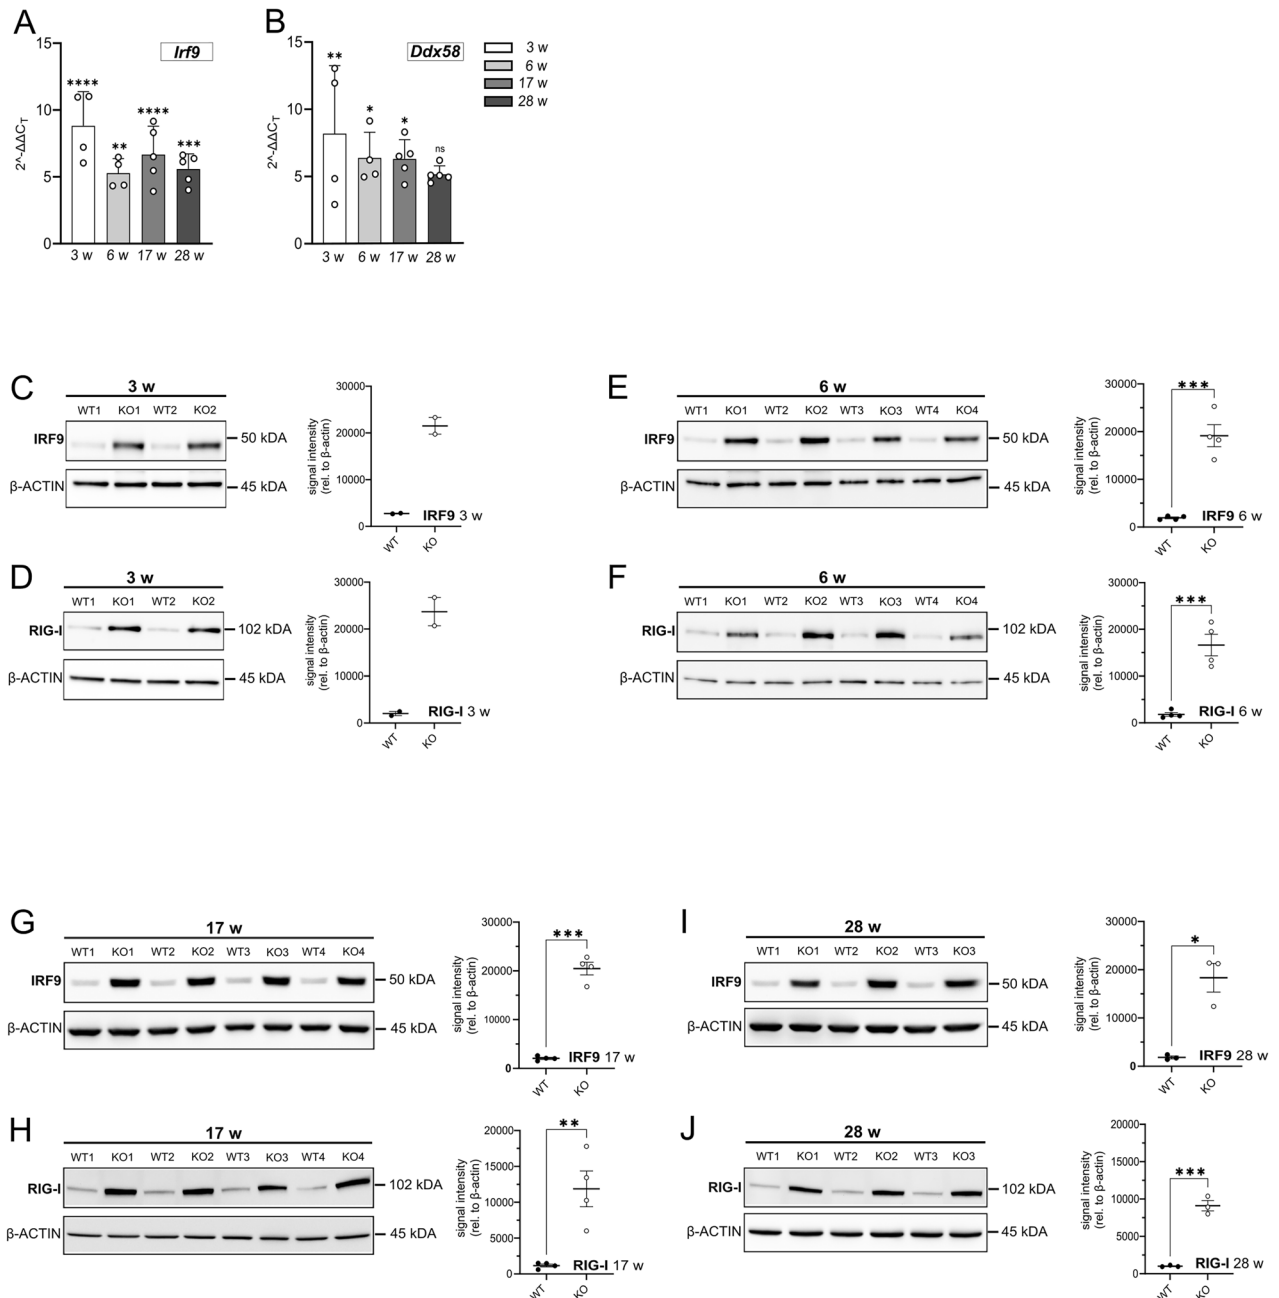 A
15
10
5
0
2^-ΔΔC_T
Irf9
****
**
****
***
3 w 6 w 17 w 28 w
B
15
10
5
0
2^-ΔΔC_T
Ddx58
**
*
*
ns
3 w 6 w 17 w 28 w
3 w
6 w
17 w
28 w
C
3 w
WT1 KO1 WT2 KO2
IRF9
50 kDA
β-ACTIN
45 kDA
30000
20000
10000
0
signal intensity
(rel. to β-actin)
IRF9 3 w
WT KO
E
6 w
WT1 KO1 WT2 KO2 WT3 KO3 WT4 KO4
IRF9
50 kDA
β-ACTIN
45 kDA
30000
20000
10000
0
signal intensity
(rel. to β-actin)
***
IRF9 6 w
WT KO
D
3 w
WT1 KO1 WT2 KO2
RIG-I
102 kDA
β-ACTIN
45 kDA
30000
20000
10000
0
signal intensity
(rel. to β-actin)
RIG-I 3 w
WT KO
F
6 w
WT1 KO1 WT2 KO2 WT3 KO3 WT4 KO4
RIG-I
102 kDA
β-ACTIN
45 kDA
30000
20000
10000
0
signal intensity
(rel. to β-actin)
***
RIG-I 6 w
WT KO
G
17 w
WT1 KO1 WT2 KO2 WT3 KO3 WT4 KO4
IRF9
50 kDA
β-ACTIN
45 kDA
30000
20000
10000
0
signal intensity
(rel. to β-actin)
***
IRF9 17 w
WT KO
I
28 w
WT1 KO1 WT2 KO2 WT3 KO3
IRF9
50 kDA
β-ACTIN
45 kDA
30000
20000
10000
0
signal intensity
(rel. to β-actin)
*
IRF9 28 w
WT KO
H
17 w
WT1 KO1 WT2 KO2 WT3 KO3 WT4 KO4
RIG-I
102 kDA
β-ACTIN
45 kDA
20000
15000
10000
5000
0
signal intensity
(rel. to β-actin)
**
RIG-I 17 w
WT KO
J
28 w
WT1 KO1 WT2 KO2 WT3 KO3
RIG-I
102 kDA
β-ACTIN
45 kDA
20000
15000
10000
5000
0
signal intensity
(rel. to β-actin)
***
RIG-I 28 w
WT KO